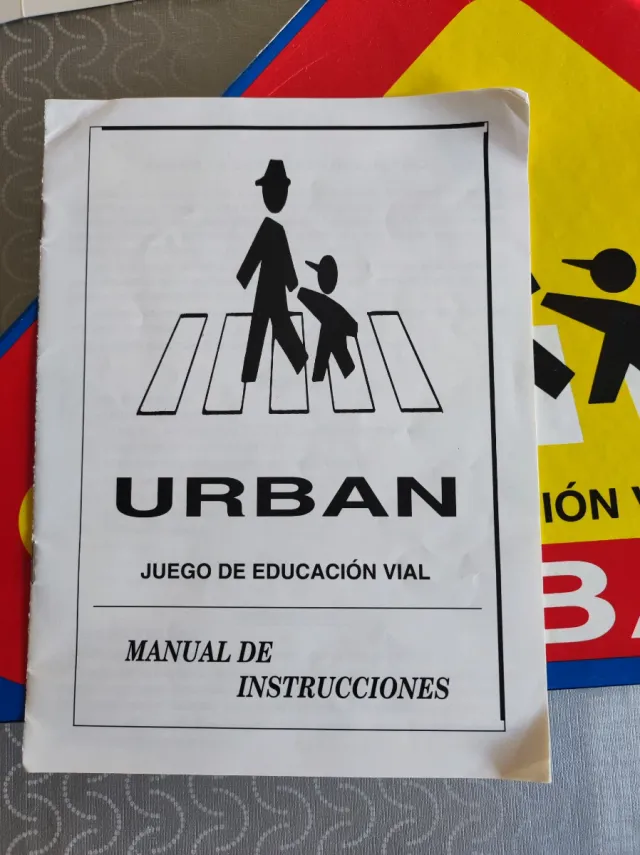 URBAN
JUEGO DE EDUCACIÓN VIAL
MANUAL DE
INSTRUCCIONES
IÓN V
BA